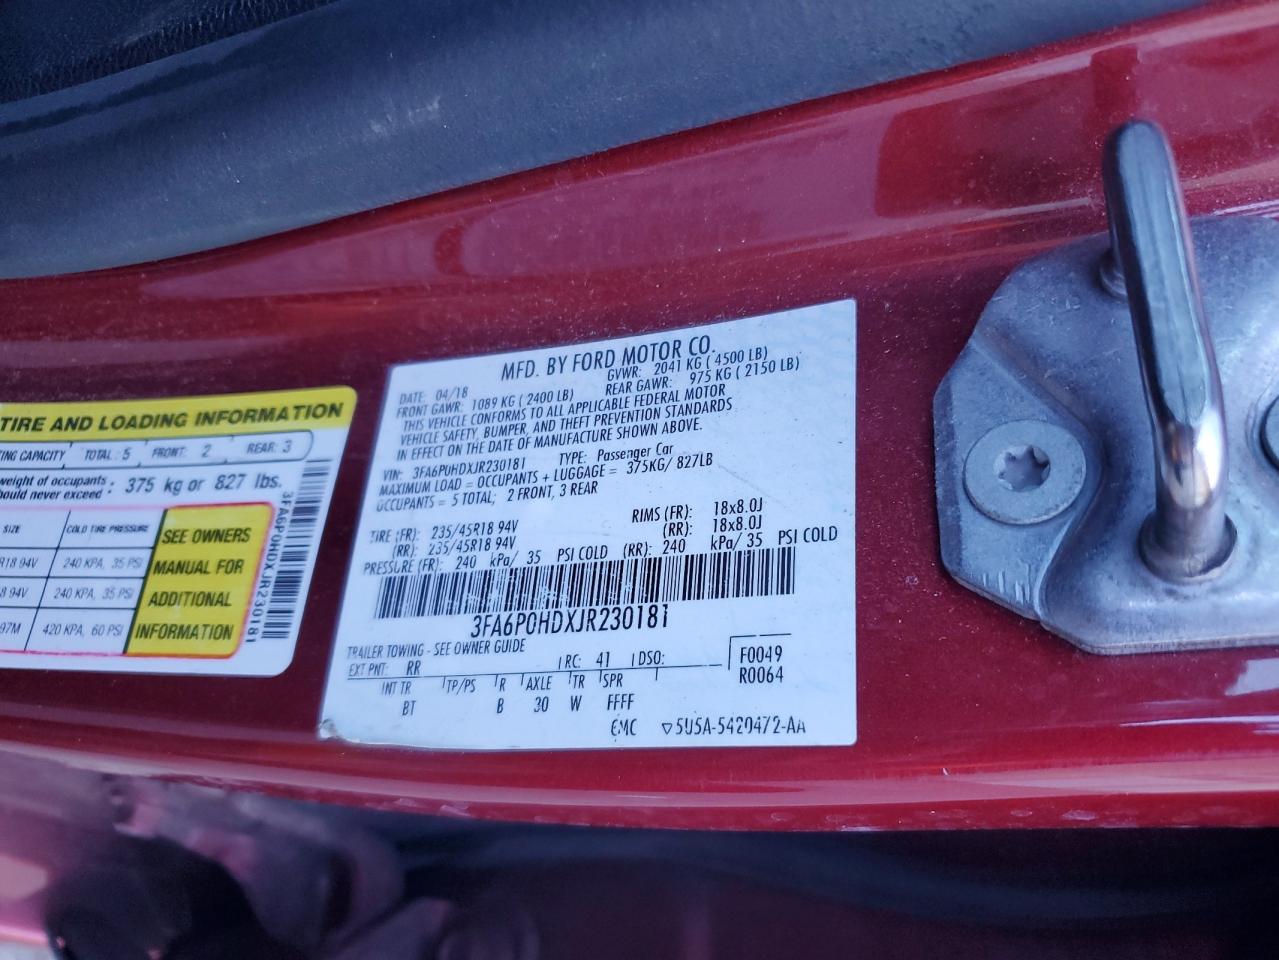 TIRE AND LOADING INFORMATION
NG CAPACITY TOTAL: 5 FRONT: 2 REAR: 3
weight of occupants
hould never exceed : 375 kg or 827 lbs.
SIZE COLD TIRE PRESSURE
R18 94V 240 KPA, 35 PSI
8 94V 240 KPA, 35 PSI
97M 420 KPA, 60 PSI
SEE OWNERS
MANUAL FOR
ADDITIONAL
INFORMATION
3FA6P0HDXJR230181
MFD. BY FORD MOTOR CO.
DATE: 04/18 GVWR: 2041 KG ( 4500 LB)
FRONT GAWR: 1089 KG ( 2400 LB) REAR GAWR: 975 KG ( 2150 LB)
THIS VEHICLE CONFORMS TO ALL APPLICABLE FEDERAL MOTOR
VEHICLE SAFETY, BUMPER, AND THEFT PREVENTION STANDARDS
IN EFFECT ON THE DATE OF MANUFACTURE SHOWN ABOVE.
VIN: 3FA6P0HDXJR230181 TYPE: Passenger Car
MAXIMUM LOAD = OCCUPANTS + LUGGAGE = 375KG/ 827LB
OCCUPANTS = 5 TOTAL; 2 FRONT, 3 REAR
TIRE (FR): 235/45R18 94V RIMS (FR): 18x8.0J
(RR): 235/45R18 94V (RR): 18x8.0J
PRESSURE (FR): 240 kPa/ 35 PSI COLD (RR): 240 kPa/ 35 PSI COLD
3FA6P0HDXJR230181
TRAILER TOWING - SEE OWNER GUIDE
EXT PNT: RR RC: 41 DSO: F0049
R0064
INT TR TP/PS R AXLE TR SPR
BT B 30 W FFFF
EMC 5U5A-5420472-AA